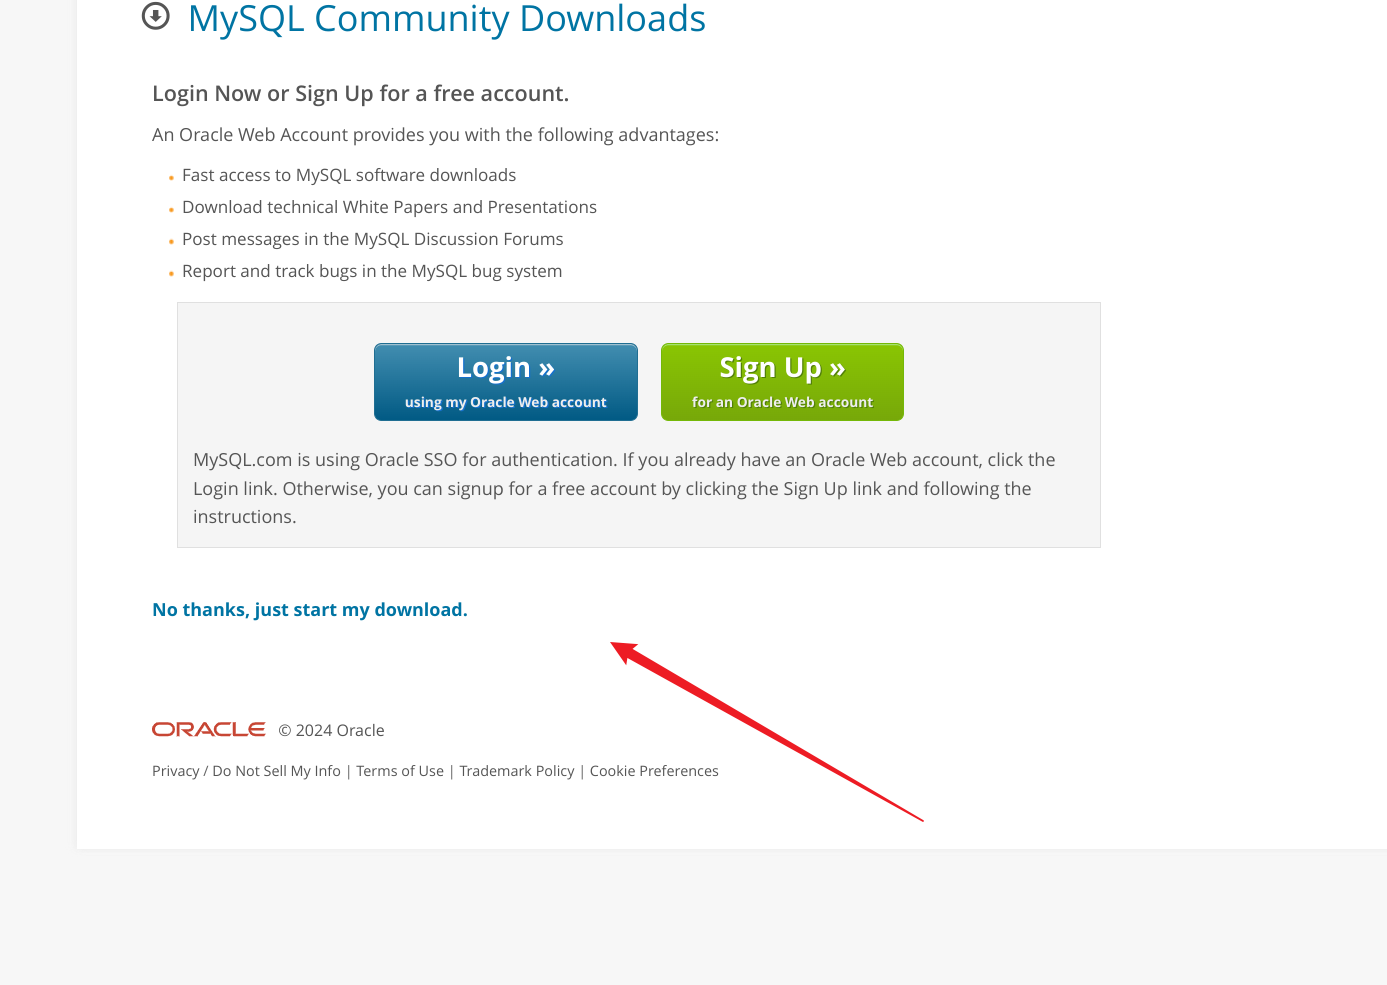 MySQL Community Downloads
Login Now or Sign Up for a free account.
An Oracle Web Account provides you with the following advantages:
Fast access to MySQL software downloads
Download technical White Papers and Presentations
Post messages in the MySQL Discussion Forums
Report and track bugs in the MySQL bug system
Login »
using my Oracle Web account
Sign Up »
for an Oracle Web account
MySQL.com is using Oracle SSO for authentication. If you already have an Oracle Web account, click the
Login link. Otherwise, you can signup for a free account by clicking the Sign Up link and following the
instructions.
No thanks, just start my download.
ORACLE © 2024 Oracle
Privacy / Do Not Sell My Info | Terms of Use | Trademark Policy | Cookie Preferences